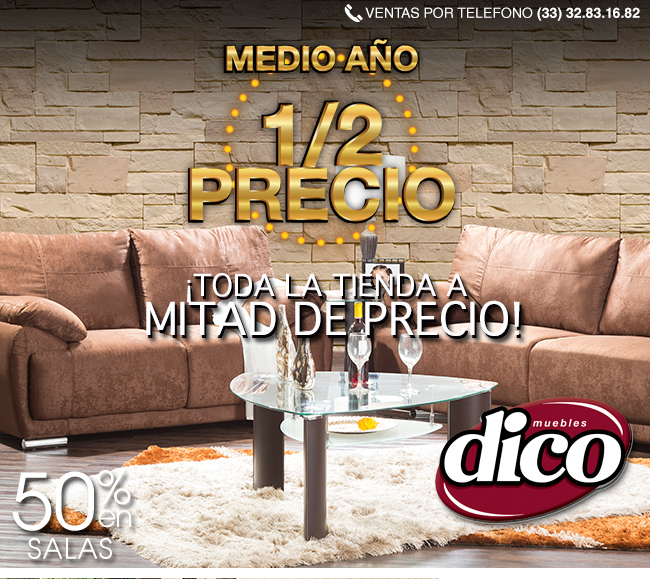 VENTAS POR TELEFONO (33) 32.83.16.82
MEDIO AÑO
1/2
PRECIO
¡TODA LA TIENDA A
MITAD DE PRECIO!
muebles
dico
50% en
SALAS